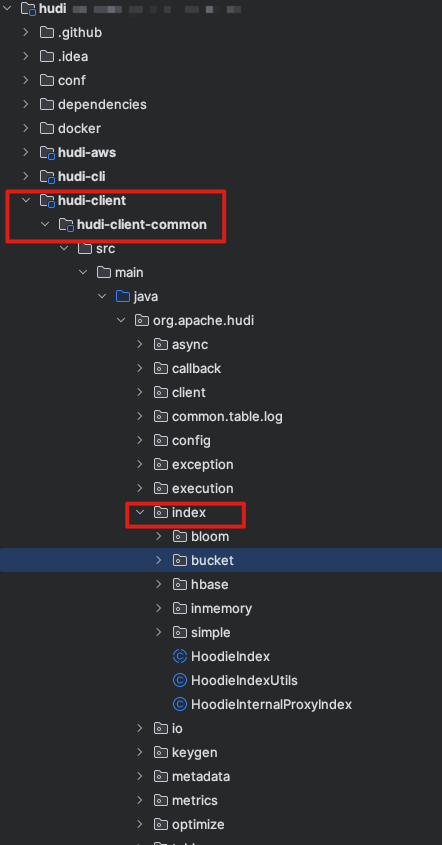 hudi
.github
.idea
conf
dependencies
docker
hudi-aws
hudi-cli
hudi-client
hudi-client-common
src
main
java
org.apache.hudi
async
callback
client
common.table.log
config
exception
execution
index
bloom
bucket
hbase
inmemory
simple
HoodieIndex
HoodieIndexUtils
HoodieInternalProxyIndex
io
keygen
metadata
metrics
optimize